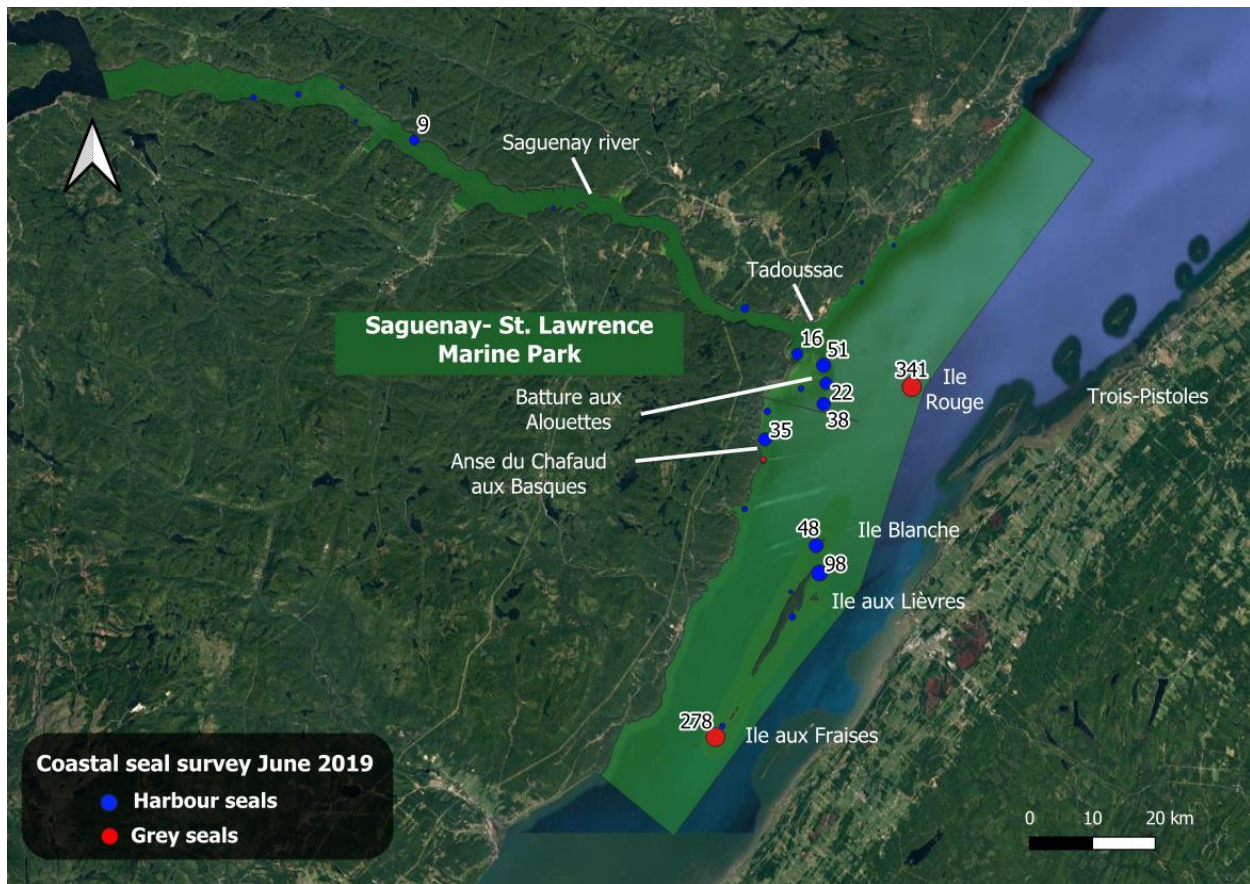 9
Saguenay river
Tadoussac
Saguenay- St. Lawrence
Marine Park
16
51
341
Ile
Rouge
22
Batture aux
Alouettes
Trois-Pistoles
38
35
Anse du Chafaud
aux Basques
48
Ile Blanche
98
Ile aux Lièvres
278
Ile aux Fraises
Coastal seal survey June 2019
Harbour seals
Grey seals
0 10 20 km